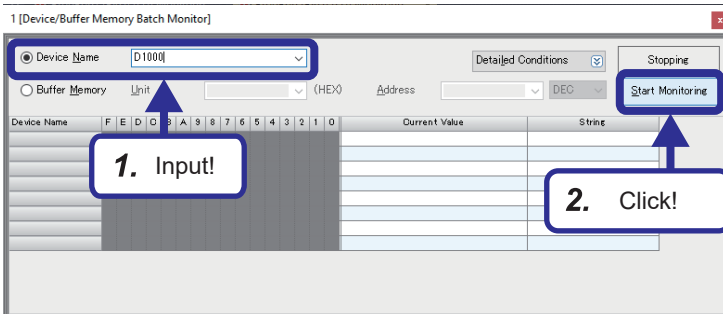 1 [Device/Buffer Memory Batch Monitor]
Device Name D1000 Detailed Conditions Stopping
Buffer Memory Unit (HEX) Address DEC Start Monitoring
Device Name F E D C B A 9 8 7 6 5 4 3 2 1 0 Current Value String
1. Input!
2. Click!